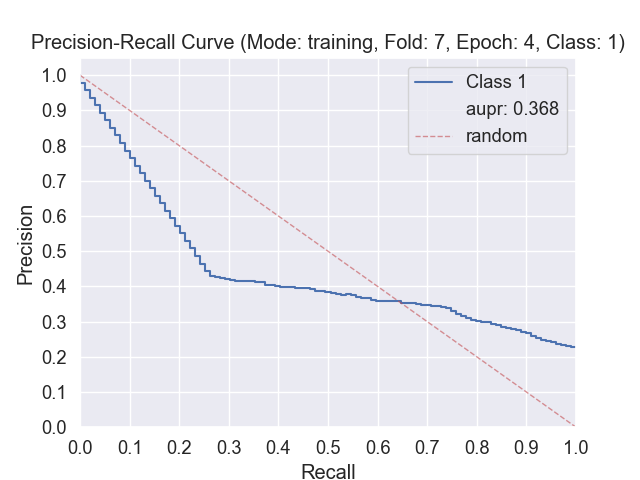 Precision-Recall Curve (Mode: training, Fold: 7, Epoch: 4, Class: 1)
Class 1
aupr: 0.368
random
Precision
1.0
0.9
0.8
0.7
0.6
0.5
0.4
0.3
0.2
0.1
0.0
0.0 0.1 0.2 0.3 0.4 0.5 0.6 0.7 0.8 0.9 1.0
Recall